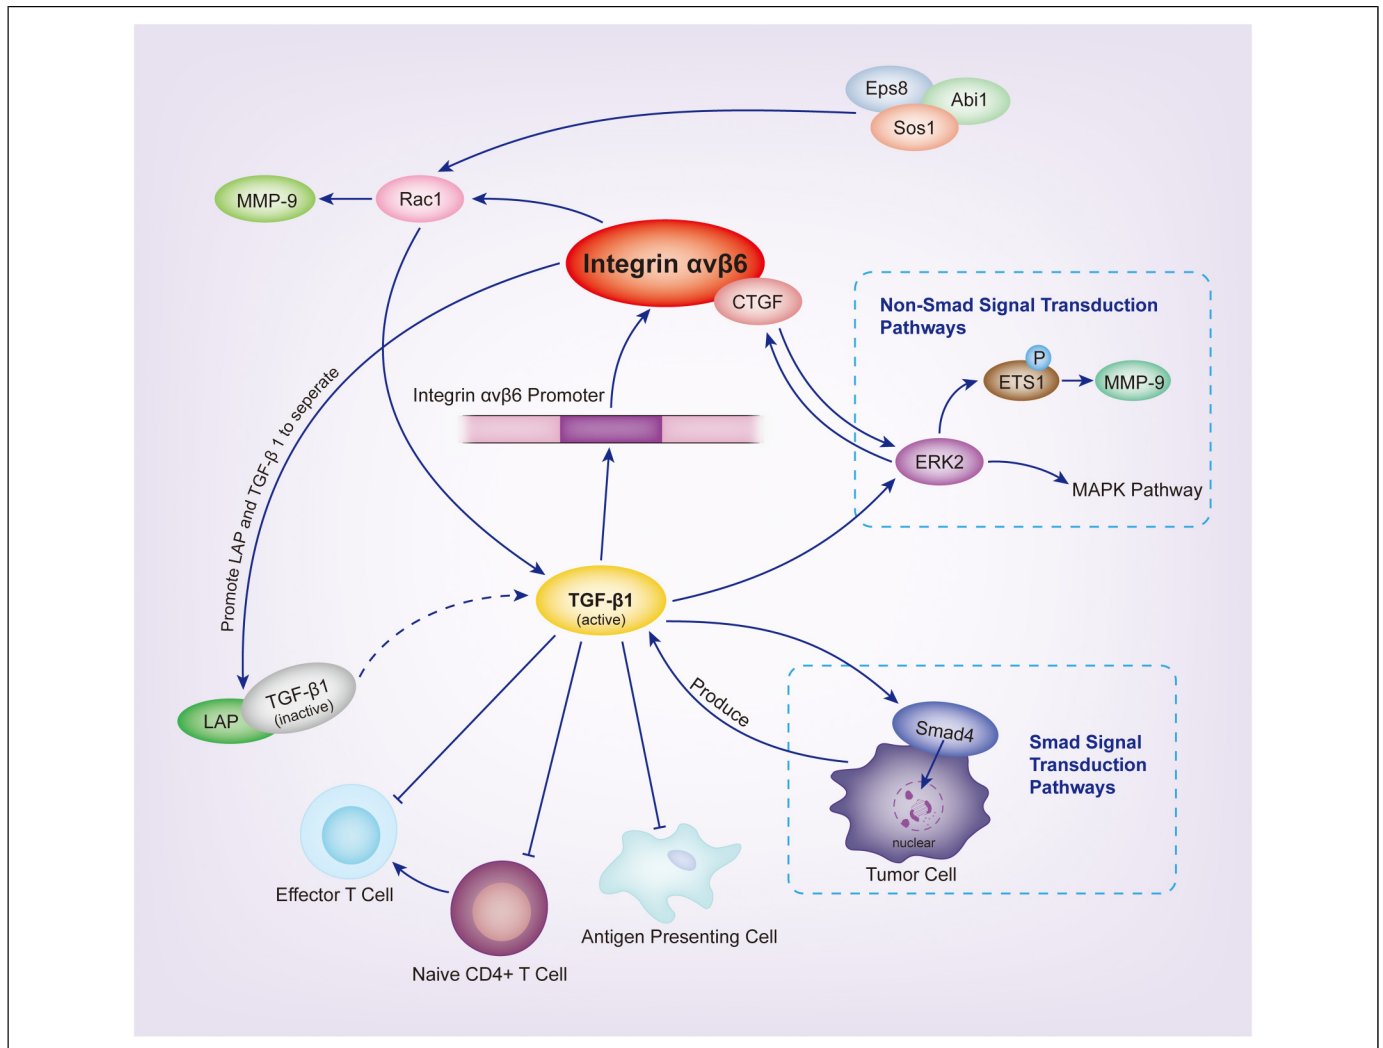 Eps8
Abi1
Sos1
MMP-9
Rac1
Integrin αvβ6
CTGF
Non-Smad Signal Transduction
Pathways
P
ETS1
MMP-9
Integrin αvβ6 Promoter
ERK2
MAPK Pathway
Promote LAP and TGF-β 1 to seperate
TGF-β1
(active)
TGF-β1
(inactive)
LAP
Produce
Smad4
Smad Signal
Transduction
Pathways
nuclear
Tumor Cell
Effector T Cell
Antigen Presenting Cell
Naive CD4+ T Cell